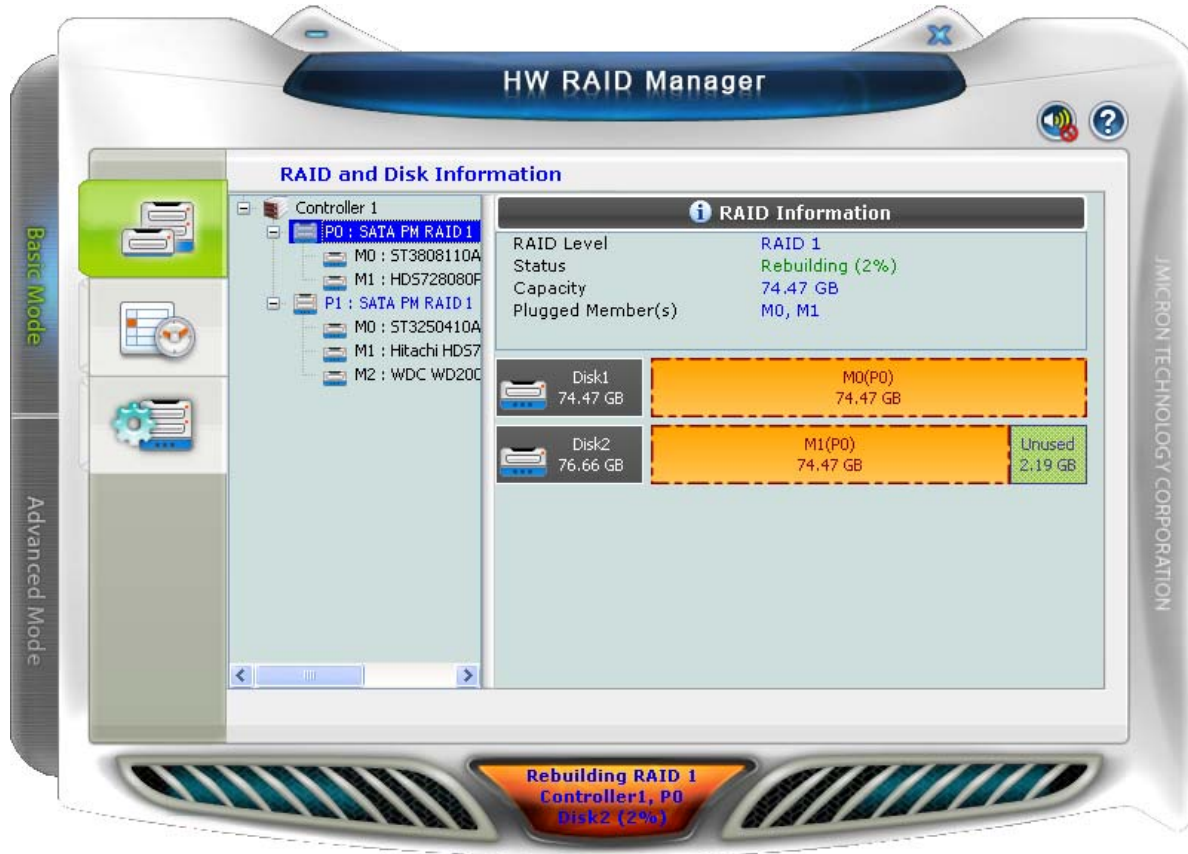 HW RAID Manager
RAID and Disk Information
Basic Mode
Advanced Mode
Controller 1
P0 : SATA PM RAID 1
M0 : ST3808110A
M1 : HDS728080P
P1 : SATA PM RAID 1
M0 : ST3250410A
M1 : Hitachi HDS7
M2 : WDC WD200
RAID Information
RAID Level RAID 1
Status Rebuilding (2%)
Capacity 74.47 GB
Plugged Member(s) M0, M1
Disk1
74.47 GB
M0(P0)
74.47 GB
Disk2
76.66 GB
M1(P0)
74.47 GB
Unused
2.19 GB
JMICRON TECHNOLOGY CORPORATION
Rebuilding RAID 1
Controller1, P0
Disk2 (2%)